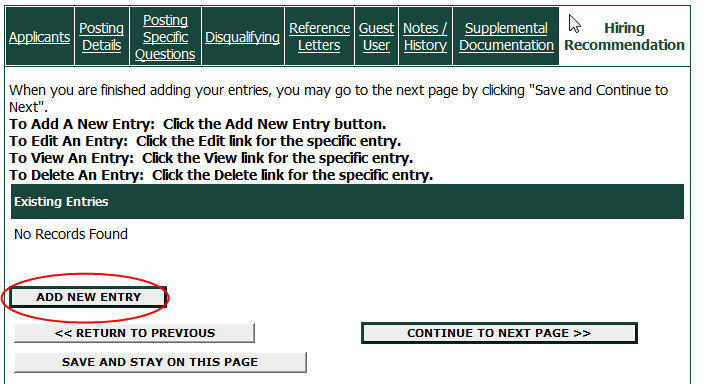 Applicants
Posting
Details
Posting
Specific
Questions
Disqualifying
Reference
Letters
Guest
User
Notes /
History
Supplemental
Documentation
Hiring
Recommendation
When you are finished adding your entries, you may go to the next page by clicking "Save and Continue to
Next".
To Add A New Entry:  Click the Add New Entry button.
To Edit An Entry:  Click the Edit link for the specific entry.
To View An Entry:  Click the View link for the specific entry.
To Delete An Entry:  Click the Delete link for the specific entry.
Existing Entries
No Records Found
ADD NEW ENTRY
<< RETURN TO PREVIOUS
CONTINUE TO NEXT PAGE >>
SAVE AND STAY ON THIS PAGE